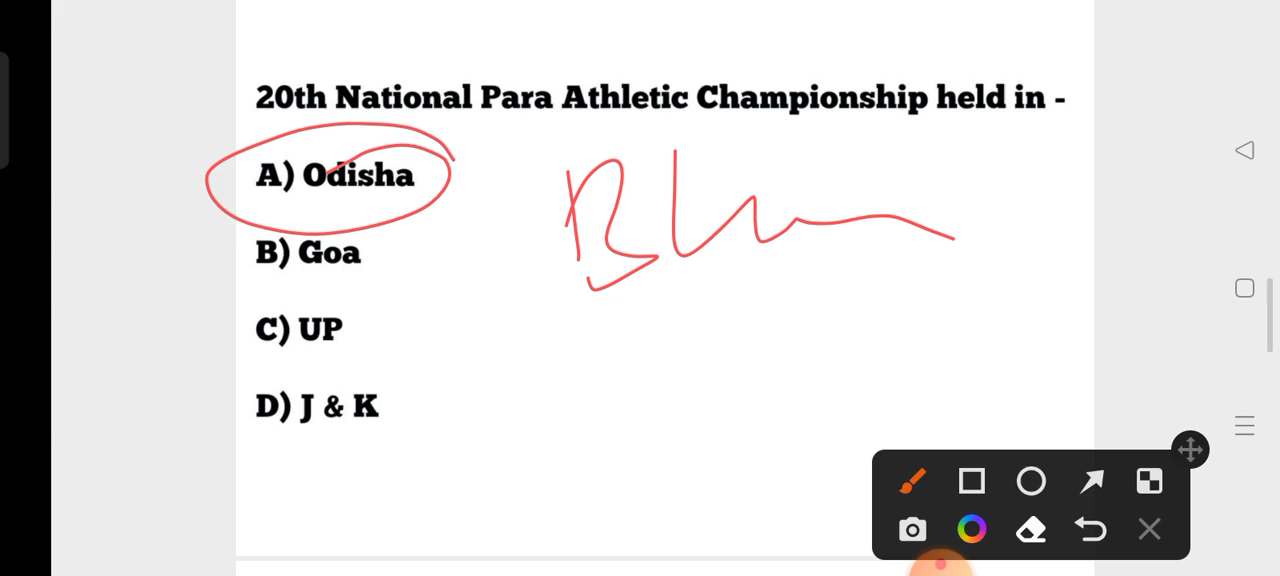 20th National Para Athletic Championship held in -
A) Odisha
B) Goa
C) UP
D) J & K